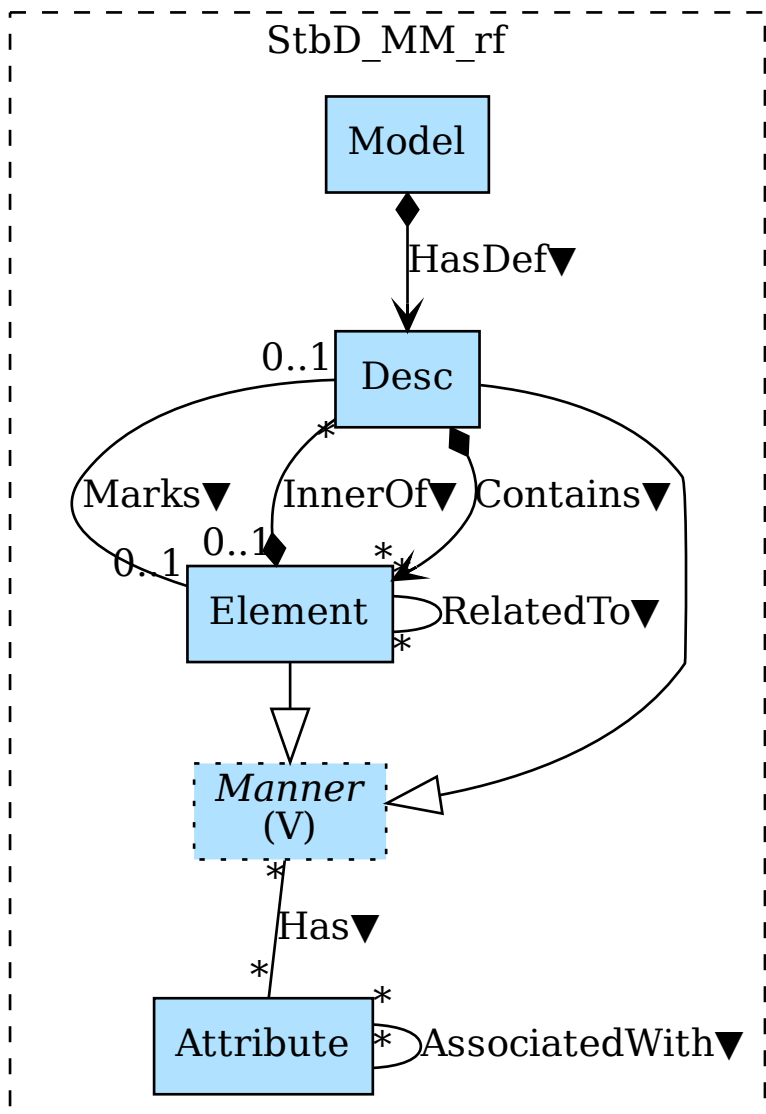 StbD_MM_rf
Model
HasDef▼
0..1
Desc
*
Marks▼
InnerOf▼
Contains▼
0..1
0..1
*
*
Element
RelatedTo▼
*
Manner
(V)
*
Has▼
*
*
Attribute
*
AssociatedWith▼